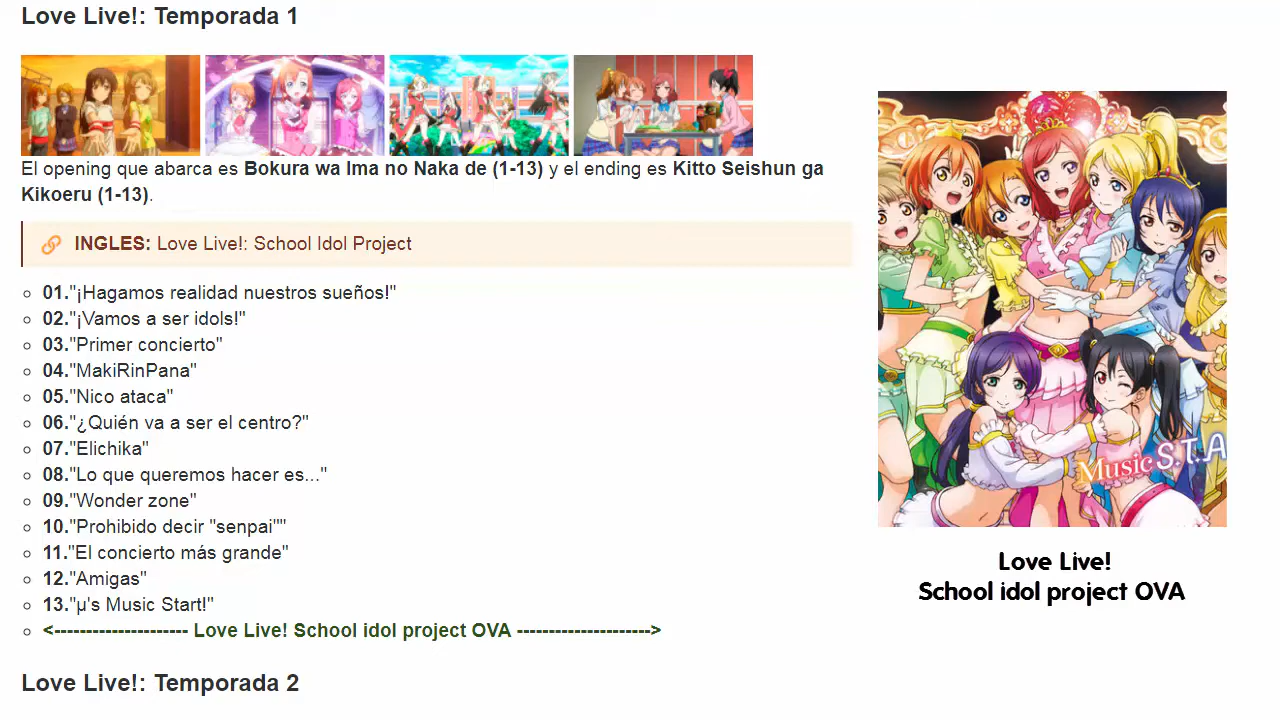 Love Live!: Temporada 1
El opening que abarca es Bokura wa Ima no Naka de (1-13) y el ending es Kitto Seishun ga
Kikoeru (1-13).
INGLES: Love Live!: School Idol Project
01."¡Hagamos realidad nuestros sueños!"
02."¡Vamos a ser idols!"
03."Primer concierto"
04."MakiRinPana"
05."Nico ataca"
06."¿Quién va a ser el centro?"
07."Elichika"
08."Lo que queremos hacer es..."
09."Wonder zone"
10."Prohibido decir "senpai""
11."El concierto más grande"
12."Amigas"
13."μ's Music Start!"
<--------------------- Love Live! School idol project OVA --------------------->
Love Live!: Temporada 2
Music S.T.A
Love Live!
School idol project OVA